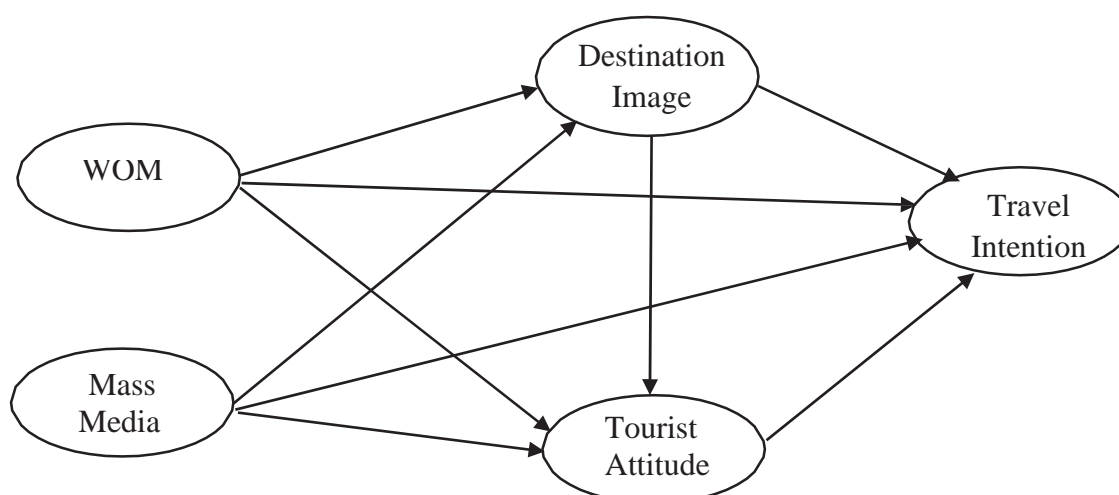 Destination
Image
WOM
Travel
Intention
Mass
Media
Tourist
Attitude